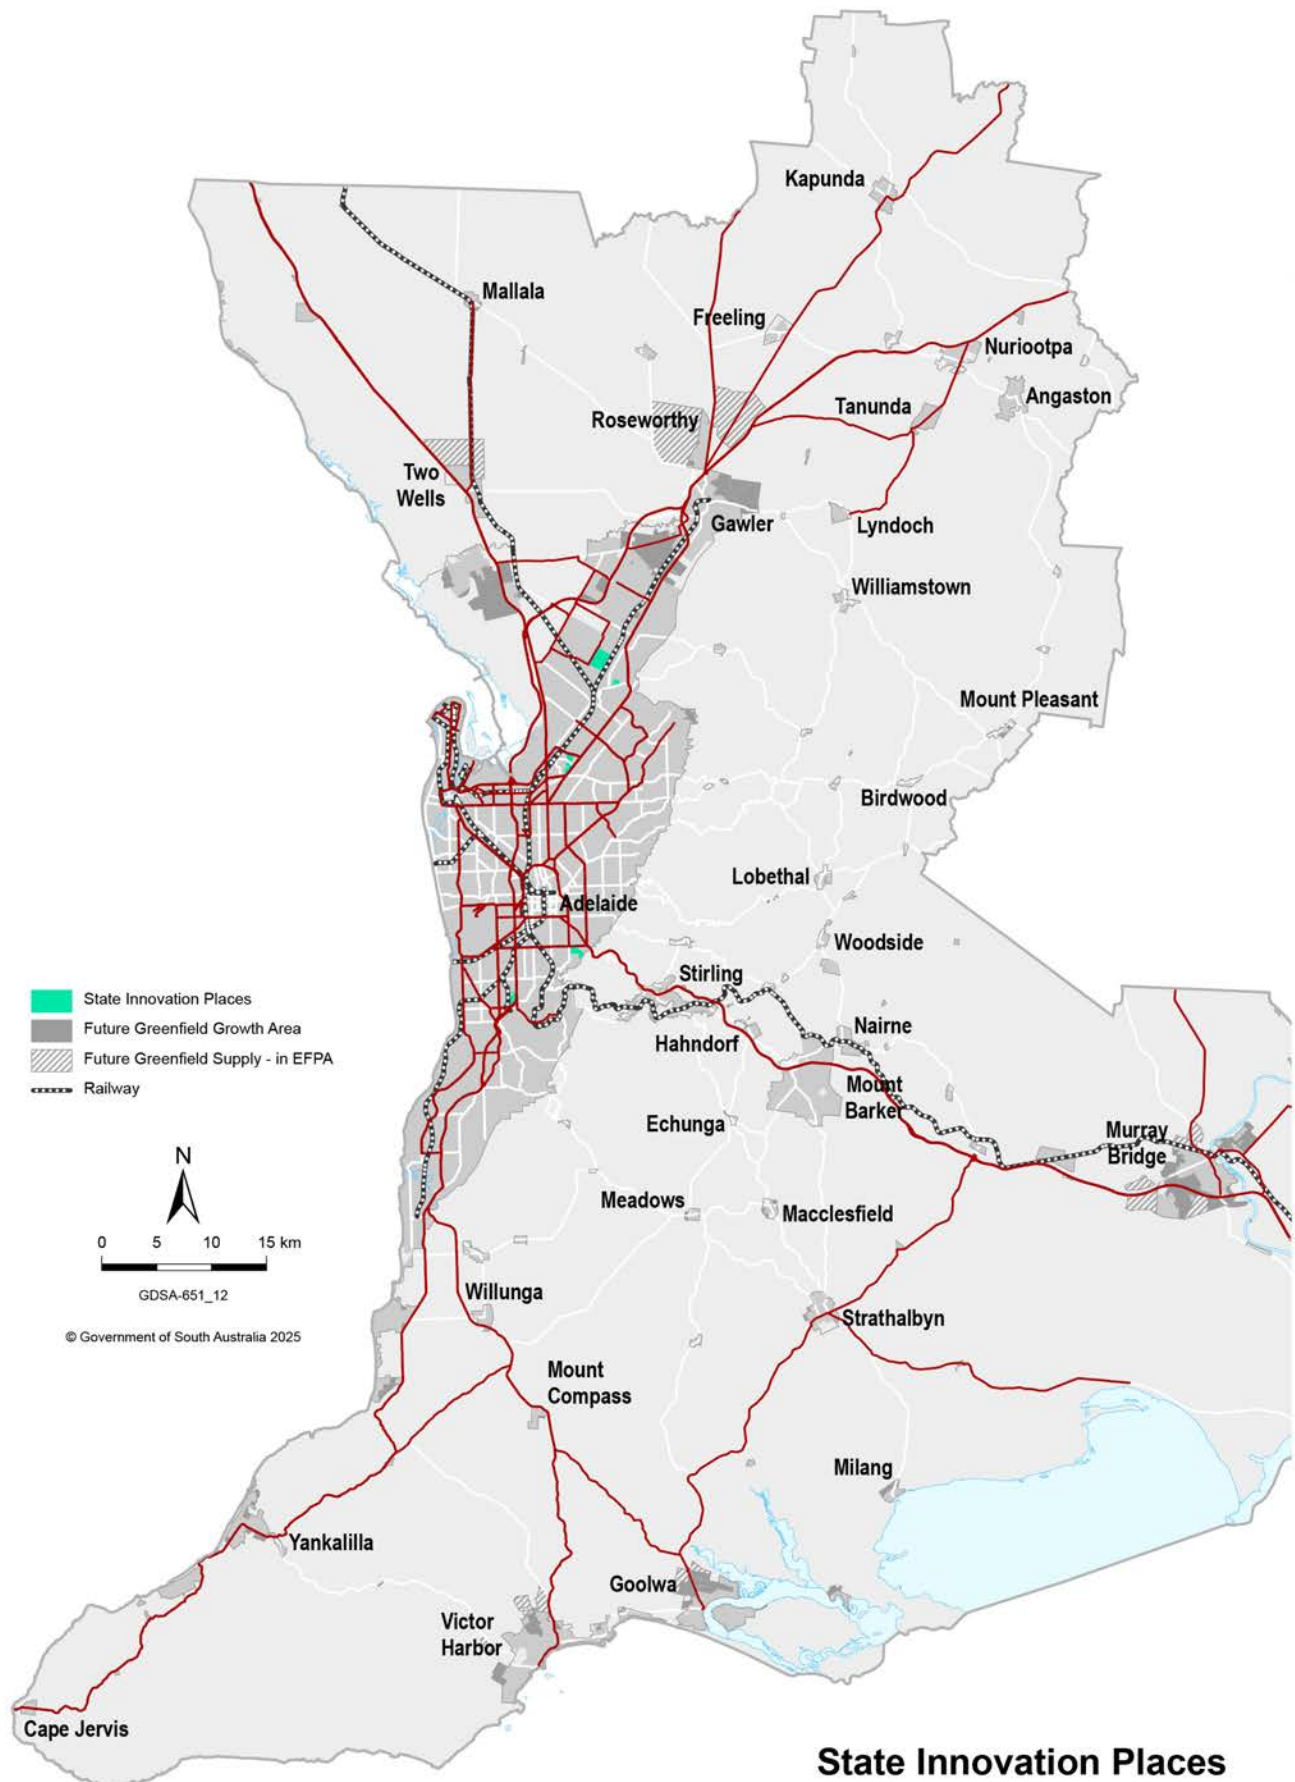 Kapunda
Mallala
Freeling
Nuriootpa
Angaston
Tanunda
Roseworthy
Two
Wells
Gawler
Lyndoch
Williamstown
Mount Pleasant
Birdwood
Lobethal
Adelaide
Woodside
Stirling
State Innovation Places
Future Greenfield Growth Area
Future Greenfield Supply - in EFPA
Railway
Hahndorf
Nairne
Mount
Barker
Echunga
Murray
Bridge
N
Meadows
Macclesfield
0 5 10 15 km
GDSA-651_12
© Government of South Australia 2025
Willunga
Strathalbyn
Mount
Compass
Milang
Yankalilla
Goolwa
Victor
Harbor
Cape Jervis
State Innovation Places